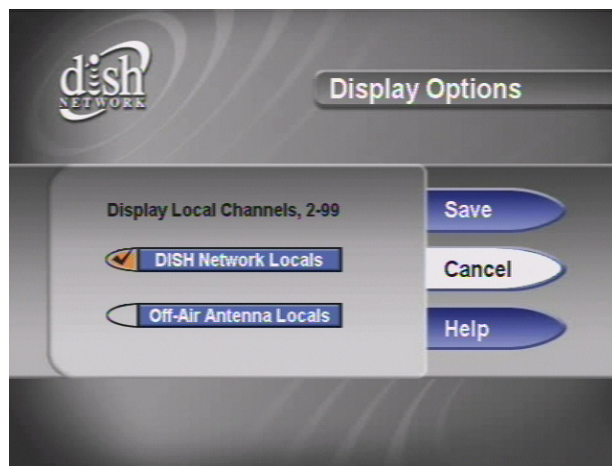 dish
NETWORK
Display Options
Display Local Channels, 2-99
DISH Network Locals
Off-Air Antenna Locals
Save
Cancel
Help